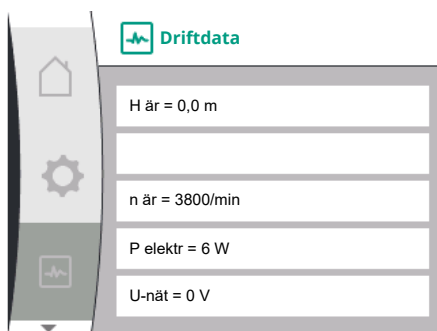 Driftdata
H är = 0,0 m
n är = 3800/min
P elektr = 6 W
U-nät = 0 V